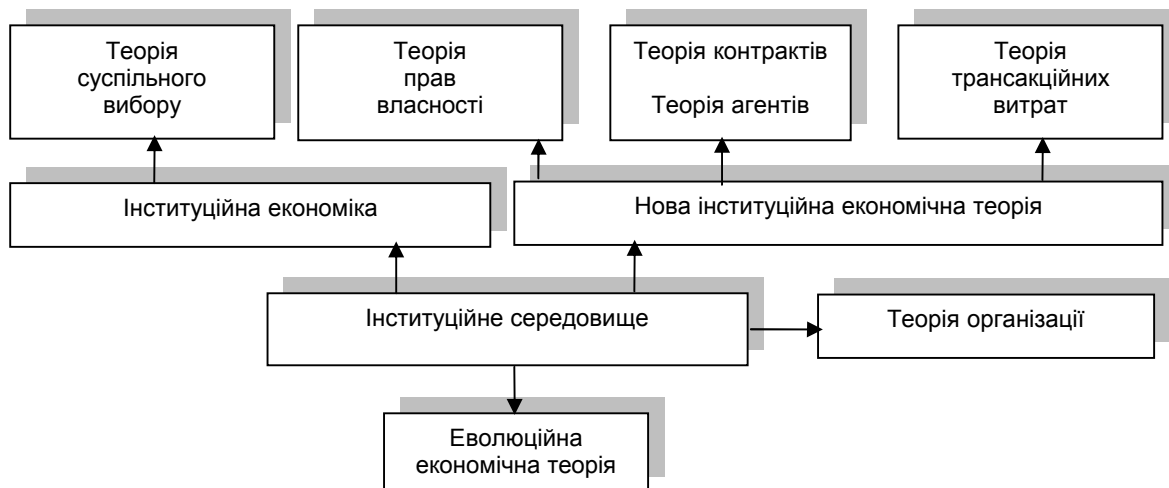 Теорія
суспільного
вибору
Теорія
прав
власності
Теорія контрактів
Теорія агентів
Теорія
трансакційних
витрат
Інституційна економіка
Нова інституційна економічна теорія
Інституційне середовище
Теорія організації
Еволюційна
економічна теорія